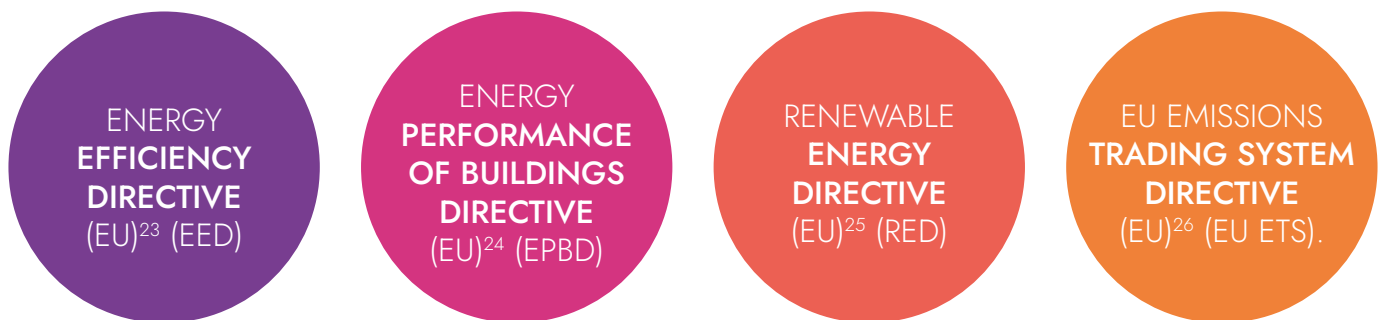 ENERGY
EFFICIENCY
DIRECTIVE
(EU)23 (EED)
ENERGY
PERFORMANCE
OF BUILDINGS
DIRECTIVE
(EU)24 (EPBD)
RENEWABLE
ENERGY
DIRECTIVE
(EU)25 (RED)
EU EMISSIONS
TRADING SYSTEM
DIRECTIVE
(EU)26 (EU ETS).